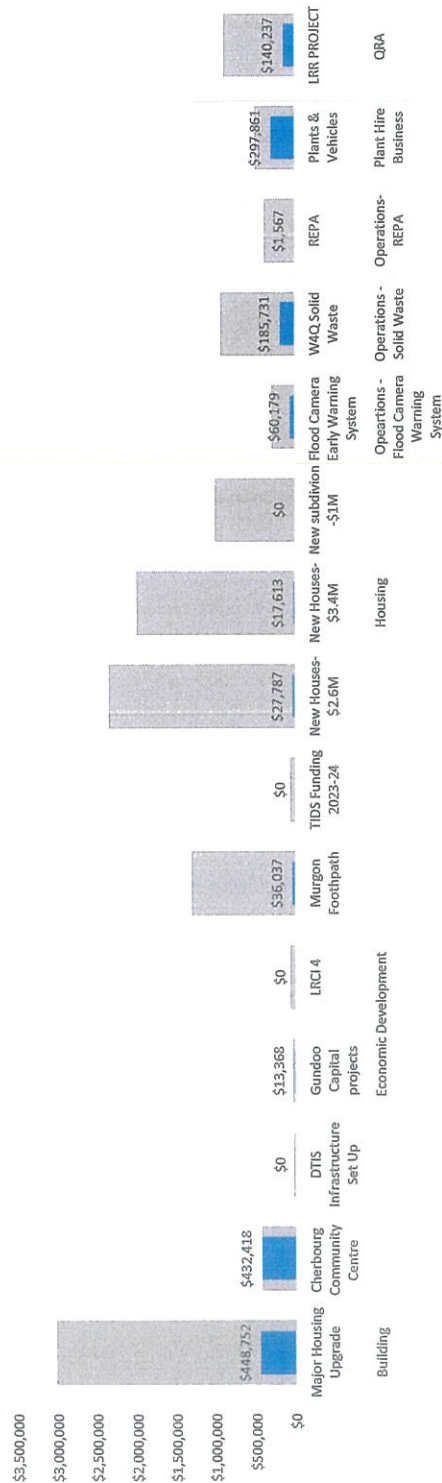 $3,500,000
$3,000,000
$2,500,000
$2,000,000
$1,500,000
$1,000,000
$500,000
$0
$448,752
$432,418
$0
$13,368
$0
$36,037
$0
$27,787
$17,613
$0
$60,179
$185,731
$1,567
$297,861
$140,237
Major Housing
Upgrade
Cherbourg
Community
Centre
DTIS
Infrastructure
Set Up
Gundoo
Capital
projects
LRCI 4
Murgon
Foothpath
TIDS Funding
2023-24
New Houses-
$2.6M
New Houses-
$3.4M
New subdivion
-$1M
Flood Camera
Early Warning
System
W4Q Solid
Waste
REPA
Plants &
Vehicles
LRR PROJECT
Building
Economic Development
Housing
Opeartions -
Flood Camera
Warning
System
Operations -
Solid Waste
Operations-
REPA
Plant Hire
Business
QRA